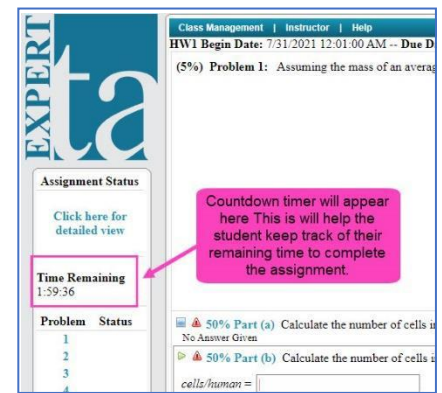 EXPERT
ta
Class Management | Instructor | Help
HW1 Begin Date: 7/31/2021 12:01:00 AM -- Due D
(5%) Problem 1: Assuming the mass of an averag
Assignment Status
Click here for
detailed view
Time Remaining
1:59:36
Problem Status
1
2
3
4
Countdown timer will appear
here This is will help the
student keep track of their
remaining time to complete
the assignment.
50% Part (a) Calculate the number of cells i
No Answer Given
50% Part (b) Calculate the number of cells i
cells/human =